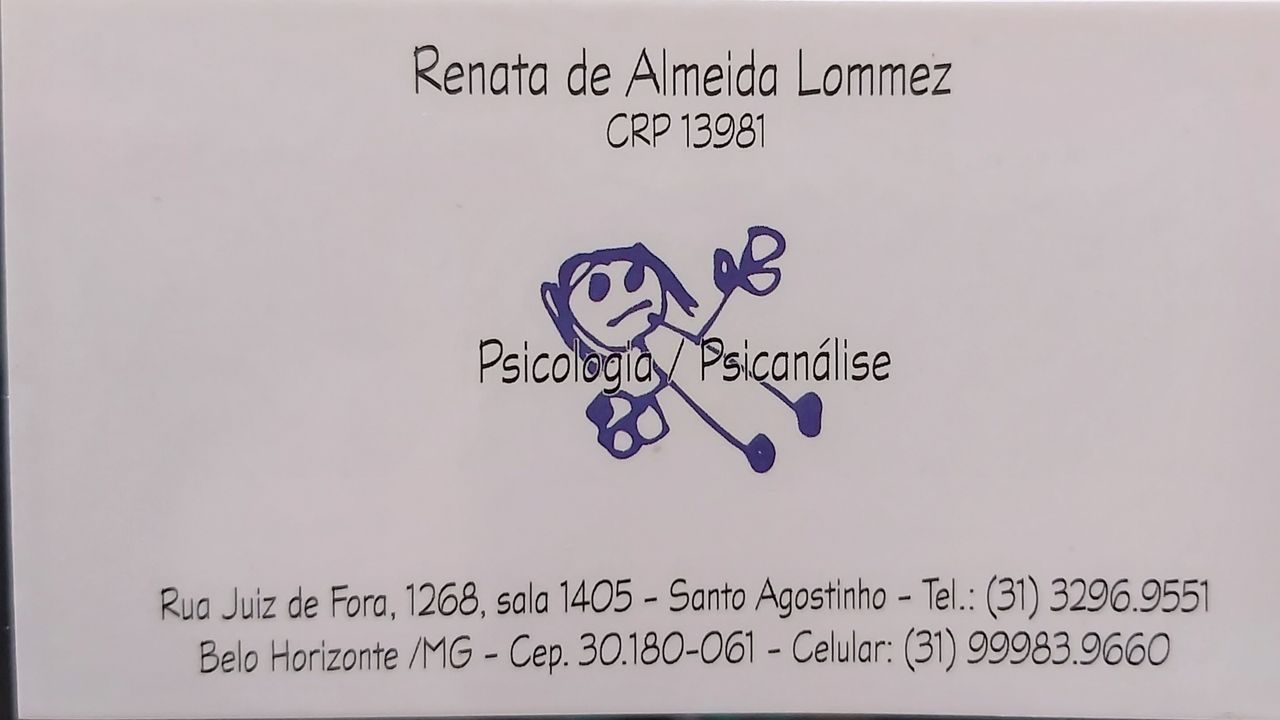 Renata de Almeida Lommez
CRP 13981
Psicologia / Psicanálise
Rua Juiz de Fora, 1268, sala 1405 - Santo Agostinho - Tel.: (31) 3296.9551
Belo Horizonte /MG - Cep. 30.180-061 - Celular: (31) 99983.9660